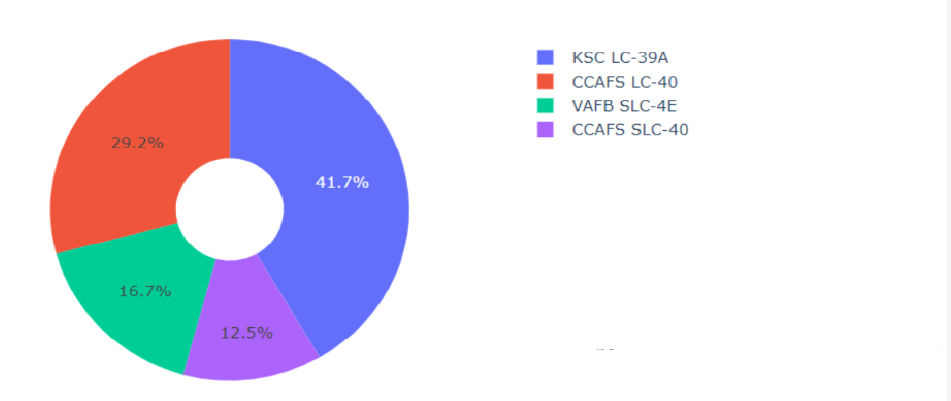 KSC LC-39A
CCAFS LC-40
VAFB SLC-4E
CCAFS SLC-40
29.2%
41.7%
16.7%
12.5%